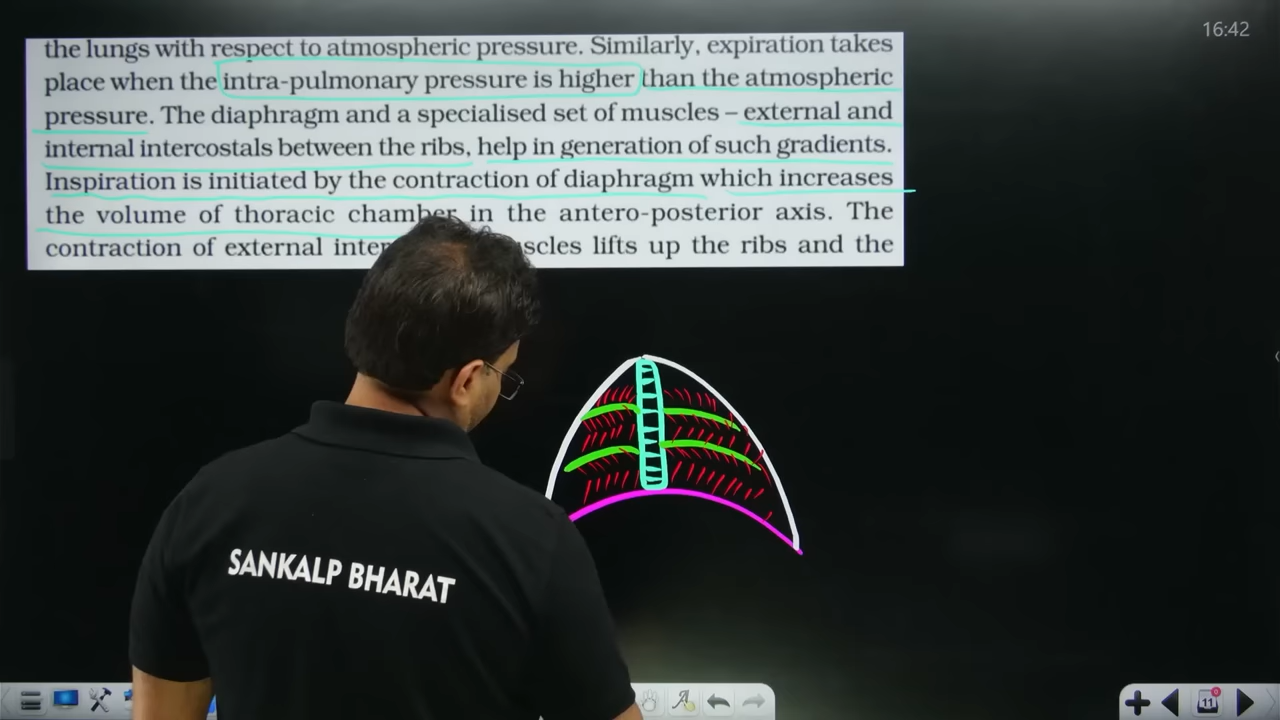 16:42
the lungs with respect to atmospheric pressure. Similarly, expiration takes
place when the intra-pulmonary pressure is higher than the atmospheric
pressure. The diaphragm and a specialised set of muscles – external and
internal intercostals between the ribs, help in generation of such gradients.
Inspiration is initiated by the contraction of diaphragm which increases
the volume of thoracic chamber in the antero-posterior axis. The
contraction of external lifts up the ribs and the
SANKALP BHARAT
11